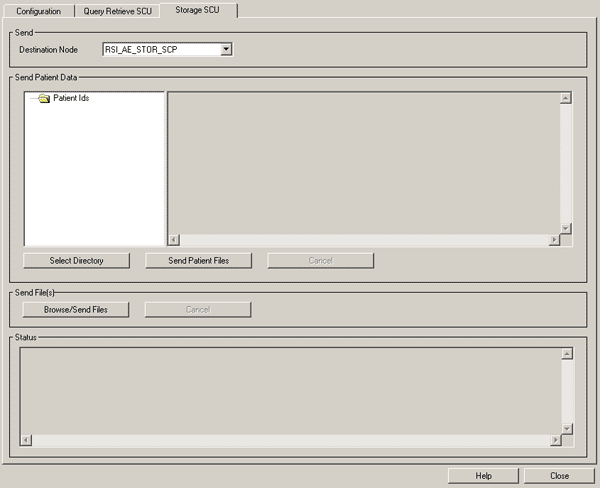 Configuration
Query Retrieve SCU
Storage SCU
Send
Destination Node
RSI_AE_STOR_SCP
Send Patient Data
Patient Ids
Select Directory
Send Patient Files
Cancel
Send File(s)
Browse/Send Files
Cancel
Status
Help
Close